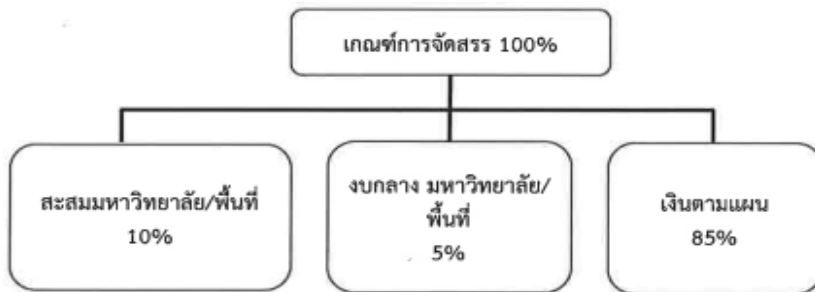 เกณฑ์การจัดสรร 100%
สะสมมหาวิทยาลัย/พื้นที่
10%
งบกลาง มหาวิทยาลัย/
พื้นที่
5%
เงินตามแผน
85%